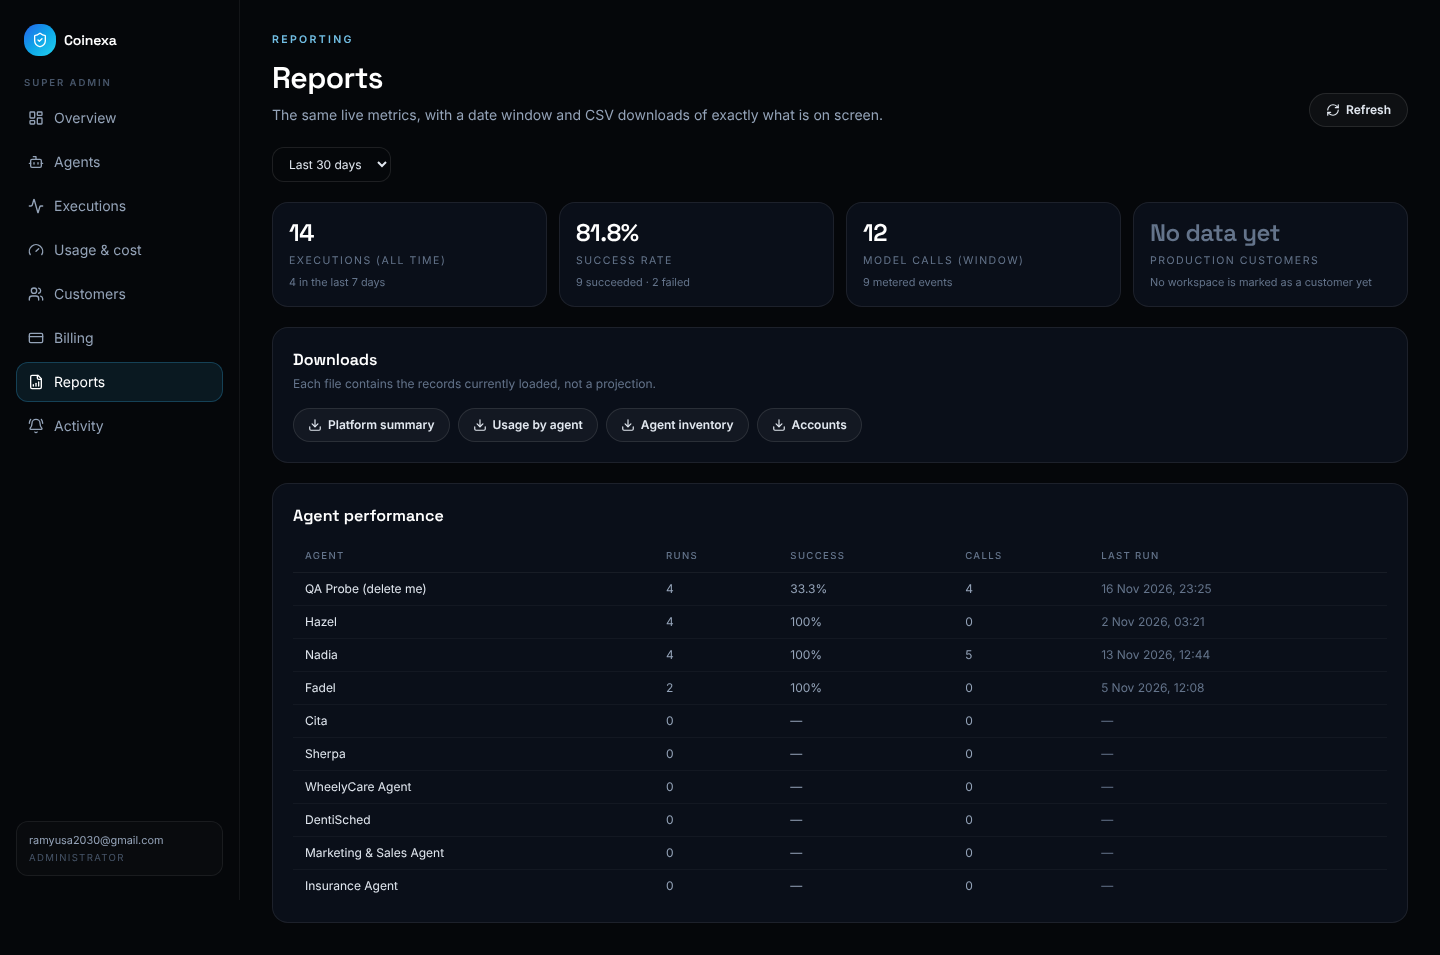 Coinexa
SUPER ADMIN
Overview
Agents
Executions
Usage & cost
Customers
Billing
Reports
Activity
ramyusa2030@gmail.com
ADMINISTRATOR
REPORTING
Reports
The same live metrics, with a date window and CSV downloads of exactly what is on screen.
Refresh
Last 30 days
14
EXECUTIONS (ALL TIME)
4 in the last 7 days
81.8%
SUCCESS RATE
9 succeeded · 2 failed
12
MODEL CALLS (WINDOW)
9 metered events
No data yet
PRODUCTION CUSTOMERS
No workspace is marked as a customer yet
Downloads
Each file contains the records currently loaded, not a projection.
Platform summary Usage by agent Agent inventory Accounts
Agent performance
AGENT RUNS SUCCESS CALLS LAST RUN
QA Probe (delete me) 4 33.3% 4 16 Nov 2026, 23:25
Hazel 4 100% 0 2 Nov 2026, 03:21
Nadia 4 100% 5 13 Nov 2026, 12:44
Fadel 2 100% 0 5 Nov 2026, 12:08
Cita 0 — 0 —
Sherpa 0 — 0 —
WheelyCare Agent 0 — 0 —
DentiSched 0 — 0 —
Marketing & Sales Agent 0 — 0 —
Insurance Agent 0 — 0 —